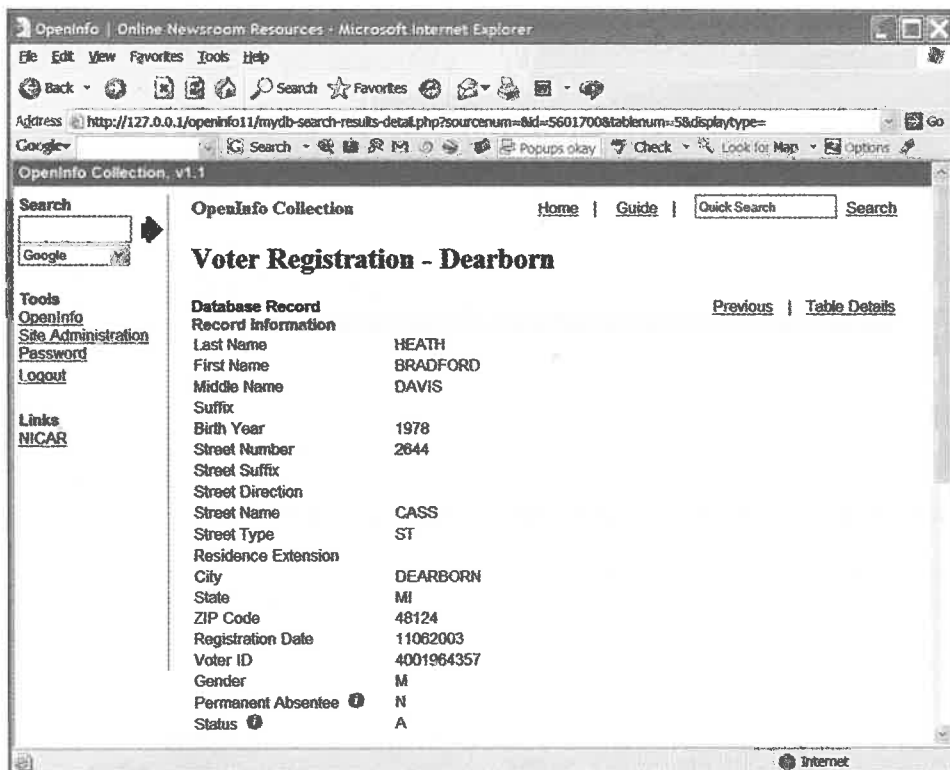 OpenInfo | Online Newsroom Resources - Microsoft Internet Explorer
File Edit View Favorites Tools Help
Back Search Favorites
Address http://127.0.0.1/openinfo11/mydb-search-results-detail.php?sourcenum=&id=5601700&tablenum=5&displaytype= Go
Google Search Popups okay Check Look for Map Options
OpenInfo Collection, v1.1
Search
Google
Tools
OpenInfo
Site Administration
Password
Logout
Links
NICAR
OpenInfo Collection Home | Guide | Quick Search Search
Voter Registration - Dearborn
Database Record Previous | Table Details
Record Information
Last Name HEATH
First Name BRADFORD
Middle Name DAVIS
Suffix
Birth Year 1978
Street Number 2644
Street Suffix
Street Direction
Street Name CASS
Street Type ST
Residence Extension
City DEARBORN
State MI
ZIP Code 48124
Registration Date 11062003
Voter ID 4001964357
Gender M
Permanent Absentee N
Status A
Internet